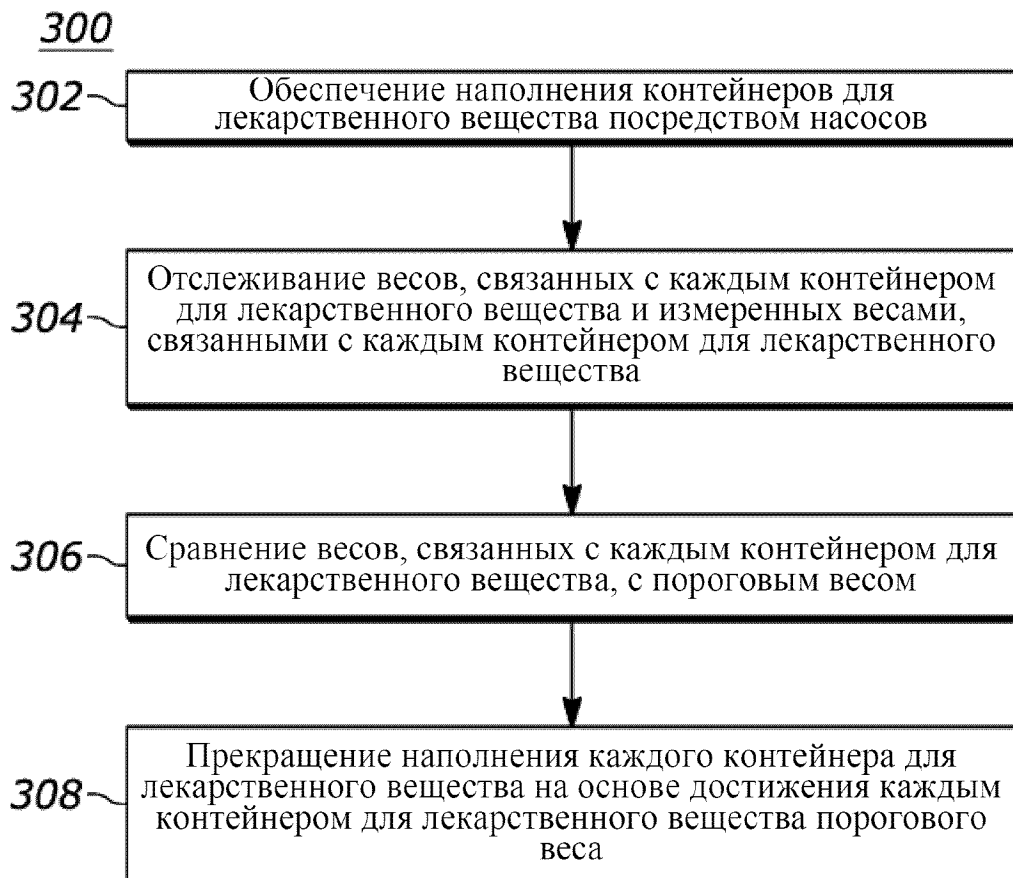 300
302
Обеспечение наполнения контейнеров для
лекарственного вещества посредством насосов
304
Отслеживание весов, связанных с каждым контейнером
для лекарственного вещества и измеренных весами,
связанными с каждым контейнером для лекарственного
вещества
306
Сравнение весов, связанных с каждым контейнером для
лекарственного вещества, с пороговым весом
308
Прекращение наполнения каждого контейнера для
лекарственного вещества на основе достижения каждым
контейнером для лекарственного вещества порогового
веса